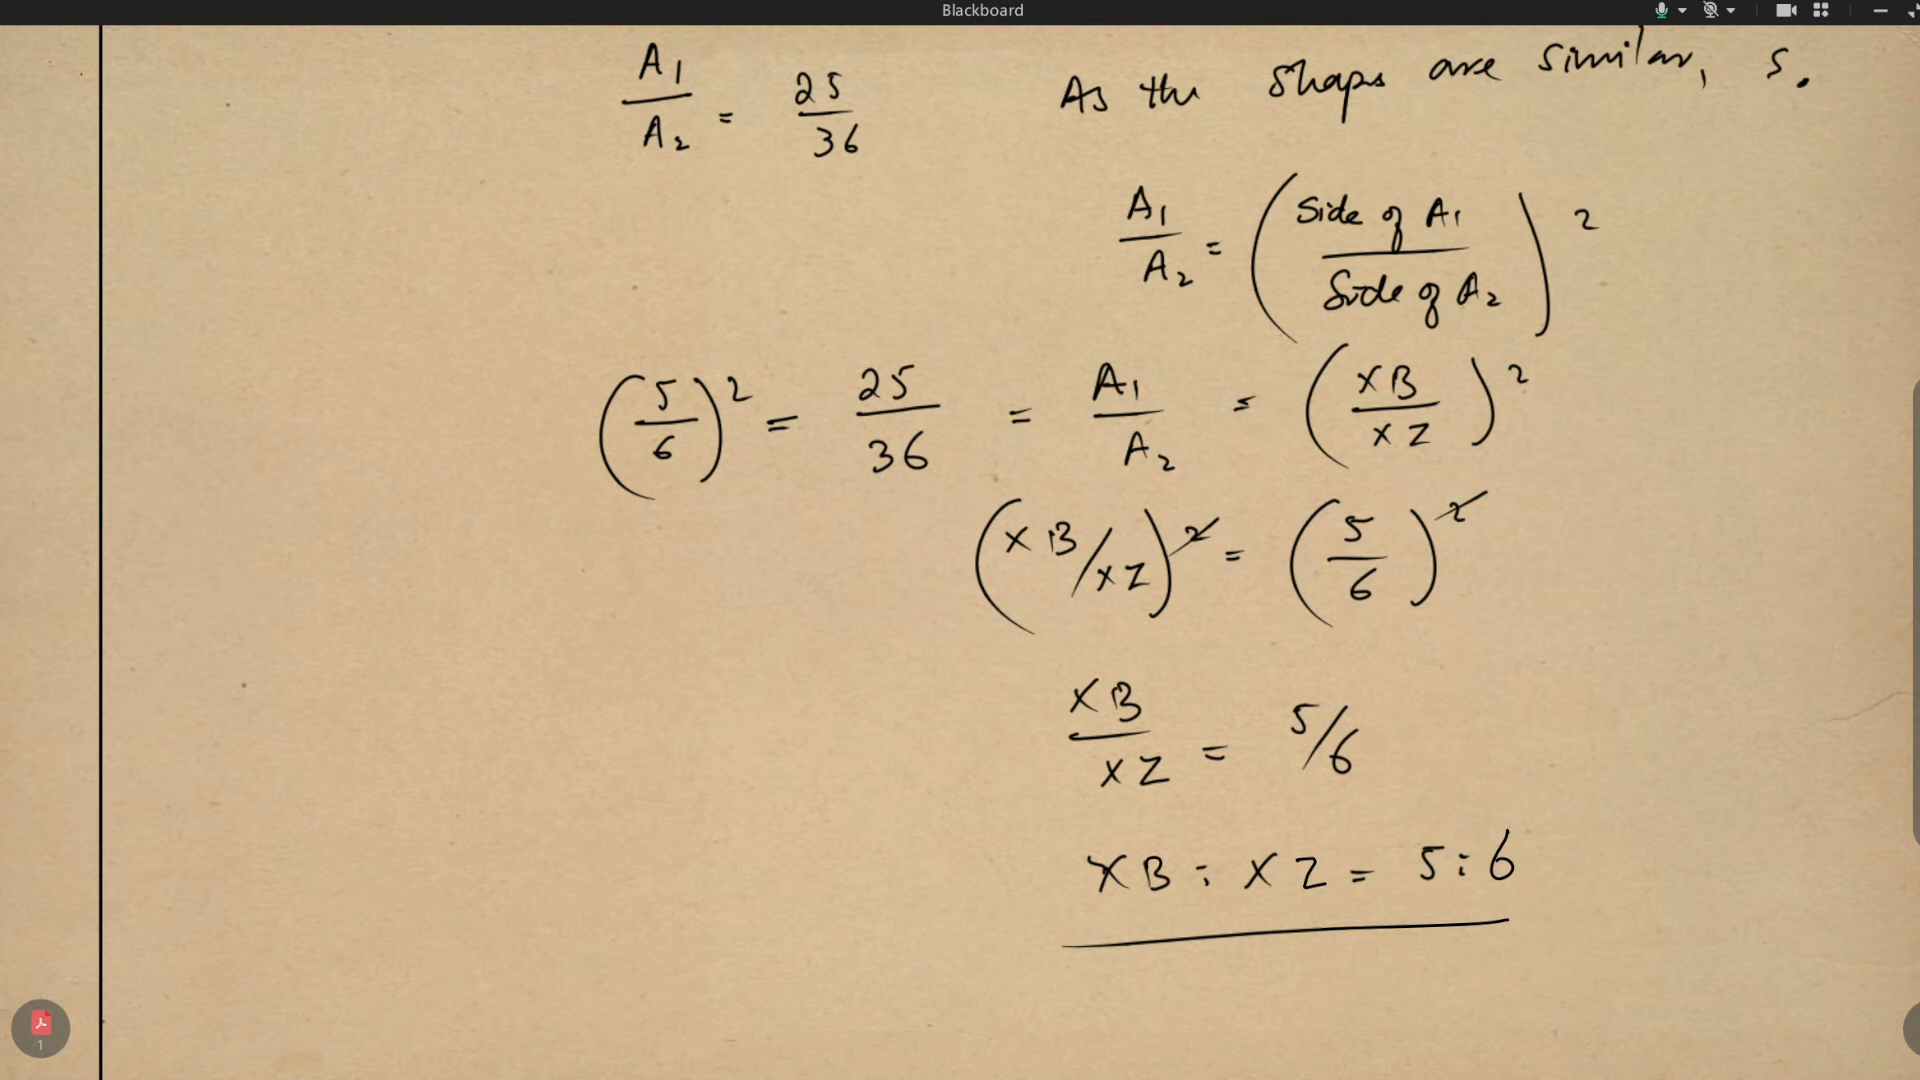 Blackboard
A₁/A₂ = 25/36 As the shaps are similar, s.
A₁/A₂ = (Side of A₁/Side of A₂)²
(5/6)² = 25/36 = A₁/A₂ = (XB/XZ)²
(XB/XZ)² = (5/6)²
XB/XZ = 5/6
XB : XZ = 5:6
1